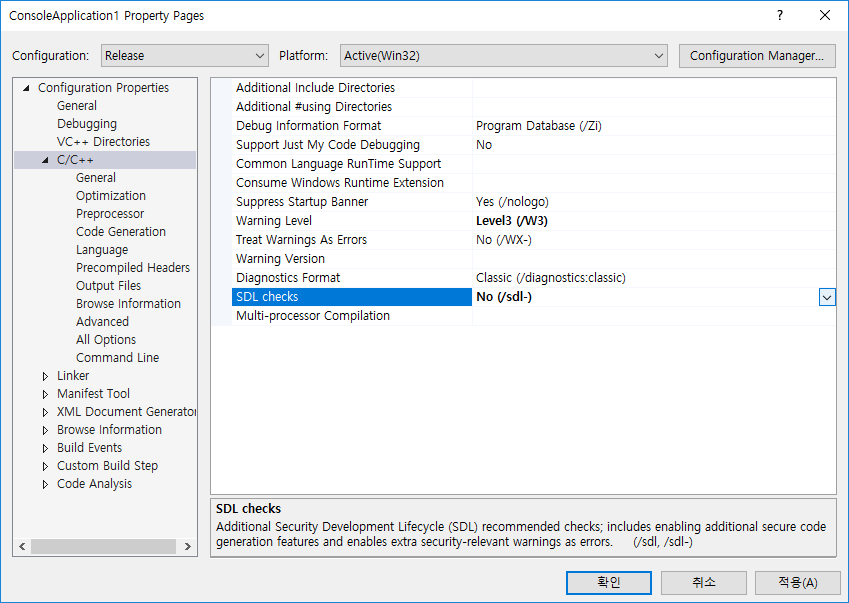 ConsoleApplication1 Property Pages
Configuration: Release Platform: Active(Win32) Configuration Manager...
Configuration Properties
General
Debugging
VC++ Directories
C/C++
General
Optimization
Preprocessor
Code Generation
Language
Precompiled Headers
Output Files
Browse Information
Advanced
All Options
Command Line
Linker
Manifest Tool
XML Document Generator
Browse Information
Build Events
Custom Build Step
Code Analysis
Additional Include Directories
Additional #using Directories
Debug Information Format Program Database (/Zi)
Support Just My Code Debugging No
Common Language RunTime Support
Consume Windows Runtime Extension
Suppress Startup Banner Yes (/nologo)
Warning Level Level3 (/W3)
Treat Warnings As Errors No (/WX-)
Warning Version
Diagnostics Format Classic (/diagnostics:classic)
SDL checks No (/sdl-)
Multi-processor Compilation
SDL checks
Additional Security Development Lifecycle (SDL) recommended checks; includes enabling additional secure code
generation features and enables extra security-relevant warnings as errors. (/sdl, /sdl-)
확인 취소 적용(A)